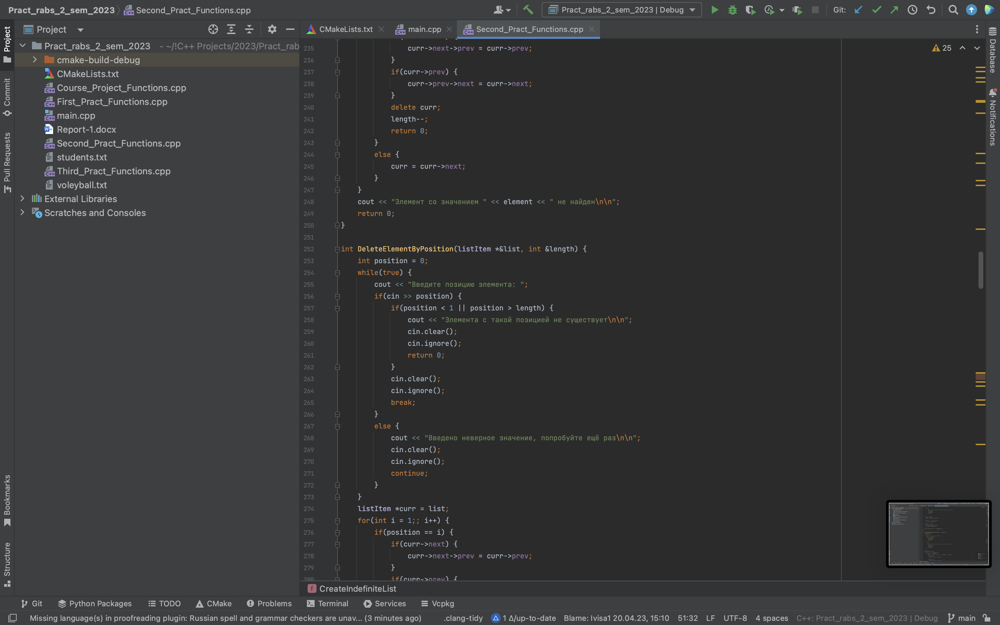 Pract_rabs_2_sem_2023 Second_Pract_Functions.cpp Pract_rabs_2_sem_2023 | Debug Git:
Project
CMakeLists.txt main.cpp Second_Pract_Functions.cpp
Project
Commit
Pull Requests
Bookmarks
Structure
Pract_rabs_2_sem_2023 - ~/!C++ Projects/2023/Pract_rab
cmake-build-debug
CMakeLists.txt
Course_Project_Functions.cpp
First_Pract_Functions.cpp
main.cpp
Report-1.docx
Second_Pract_Functions.cpp
students.txt
Third_Pract_Functions.cpp
voleyball.txt
External Libraries
Scratches and Consoles
25
Database
Notifications
235 curr->next->prev = curr->prev;
236 }
237 if(curr->prev) {
238 curr->prev->next = curr->next;
239 }
240 delete curr;
241 length--;
242 return 0;
243 }
244 else {
245 curr = curr->next;
246 }
247 }
248 cout << "Элемент со значением " << element << " не найден\n\n";
249 return 0;
250 }
251
252 int DeleteElementByPosition(listItem *&list, int &length) {
253 int position = 0;
254 while(true) {
255 cout << "Введите позицию элемента: ";
256 if(cin >> position) {
257 if(position < 1 || position > length) {
258 cout << "Элемента с такой позицией не существует\n\n";
259 cin.clear();
260 cin.ignore();
261 return 0;
262 }
263 cin.clear();
264 cin.ignore();
265 break;
266 }
267 else {
268 cout << "Введено неверное значение, попробуйте ещё раз\n\n";
269 cin.clear();
270 cin.ignore();
271 continue;
272 }
273 }
274 listItem *curr = list;
275 for(int i = 1;; i++) {
276 if(position == i) {
277 if(curr->next) {
278 curr->next->prev = curr->prev;
279 }
280 if(curr->prev) {
f CreateIndefiniteList
Git Python Packages TODO CMake Problems Terminal Services Vcpkg
Missing language(s) in proofreading plugin: Russian spell and grammar checkers are unav... (3 minutes ago) .clang-tidy 1 Δ/up-to-date Blame: Ivisa1 20.04.23, 15:10 51:32 LF UTF-8 4 spaces C++: Pract_rabs_2_sem_2023 | Debug main